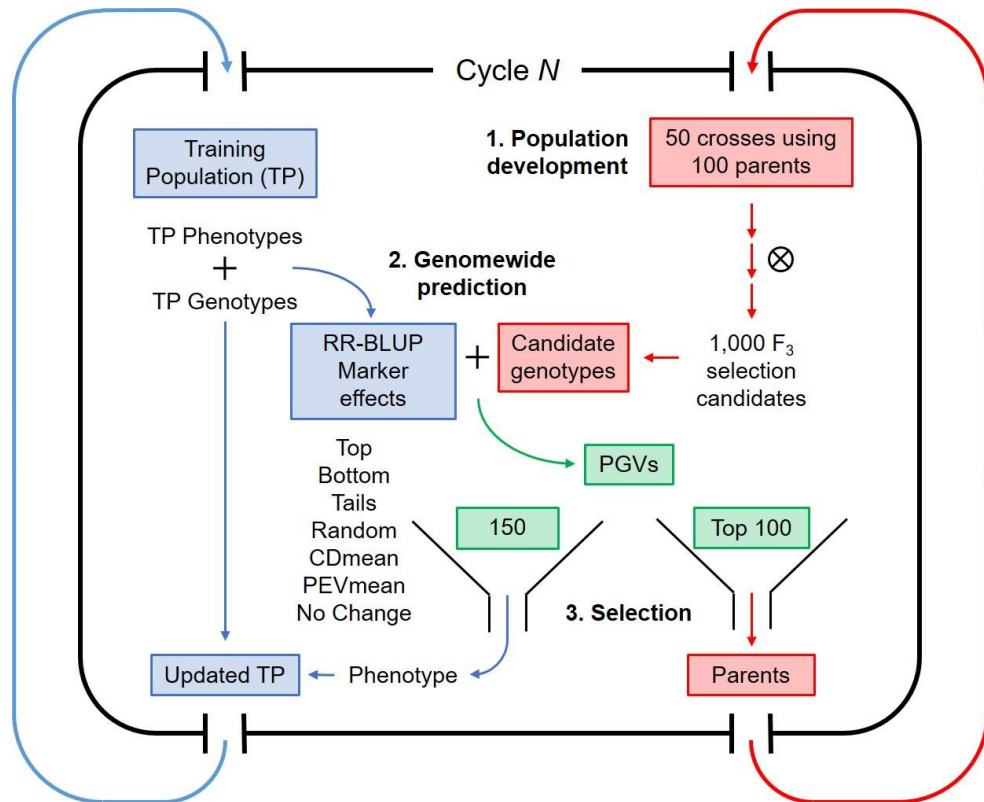 Cycle N
Training
Population (TP)
TP Phenotypes
+
TP Genotypes
1. Population
development
50 crosses using
100 parents
2. Genomewide
prediction
RR-BLUP
Marker
effects
+
Candidate
genotypes
1,000 F₃
selection
candidates
PGVs
Top
Bottom
Tails
Random
CDmean
PEVmean
No Change
150
Top 100
3. Selection
Updated TP
Phenotype
Parents